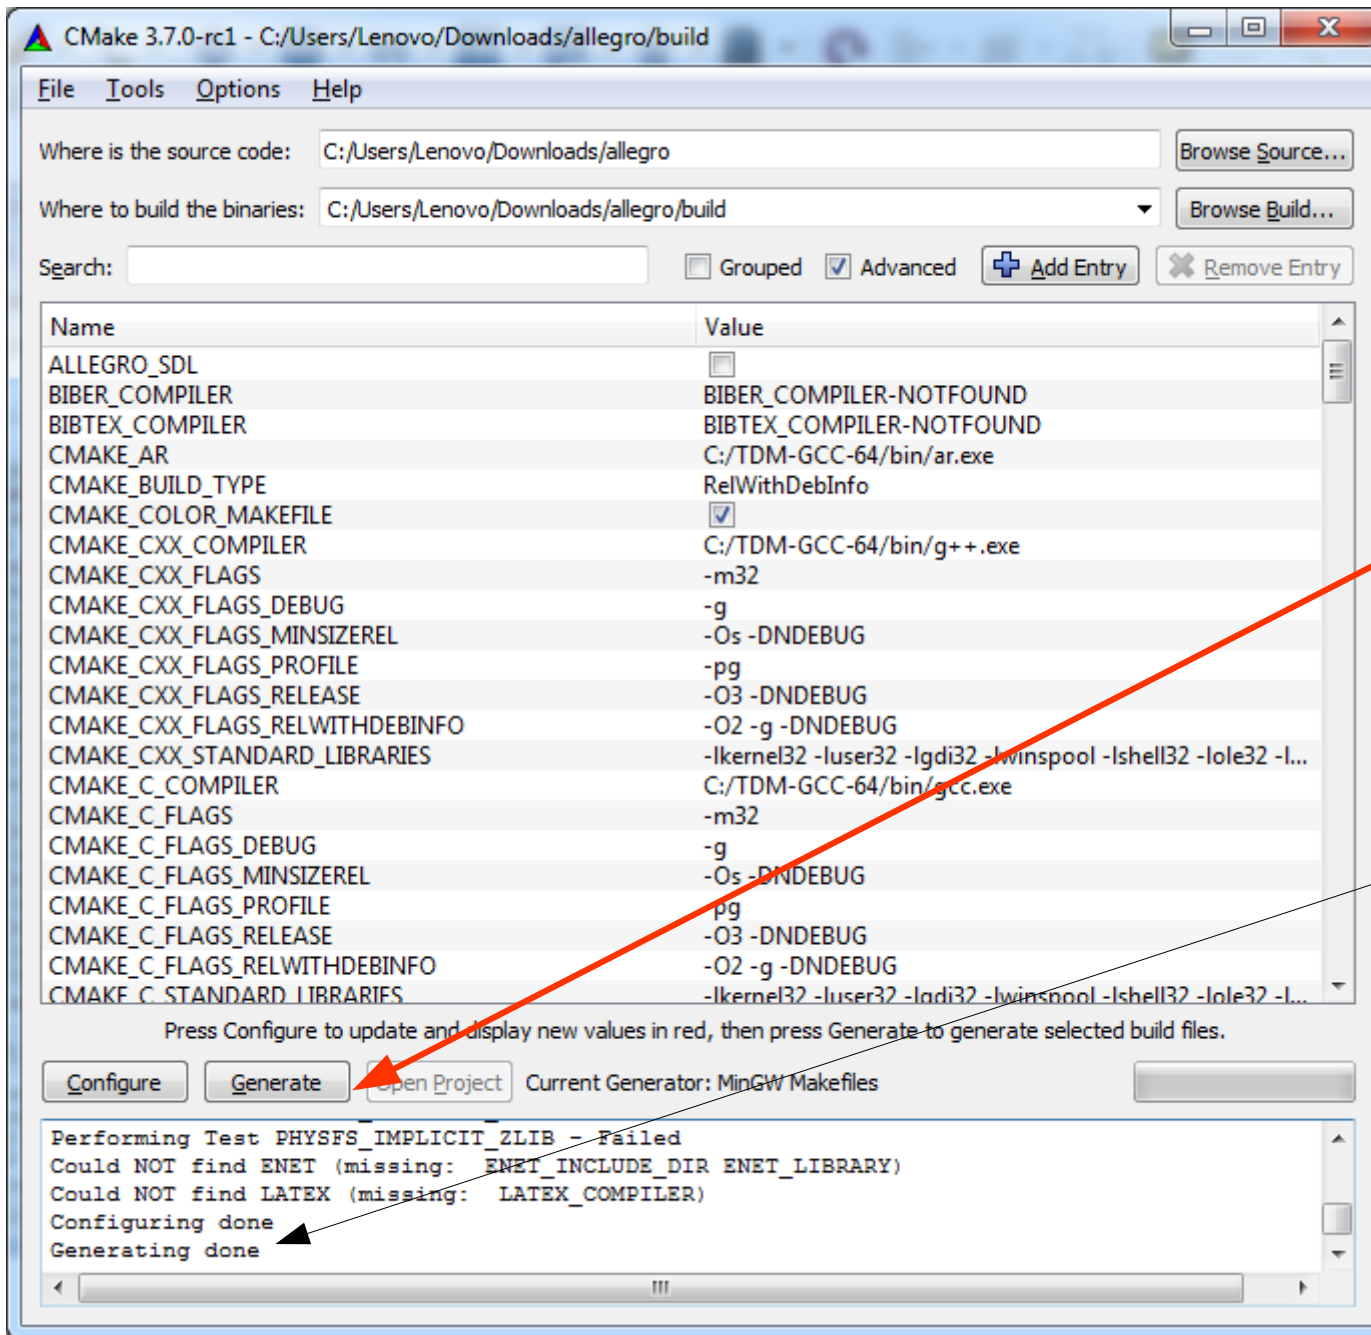 CMake 3.7.0-rc1 - C:/Users/Lenovo/Downloads/allegro/build
File Tools Options Help
Where is the source code: C:/Users/Lenovo/Downloads/allegro Browse Source...
Where to build the binaries: C:/Users/Lenovo/Downloads/allegro/build Browse Build...
Search: Grouped Advanced Add Entry Remove Entry
Name Value
ALLEGRO_SDL
BIBER_COMPILER BIBER_COMPILER-NOTFOUND
BIBTEX_COMPILER BIBTEX_COMPILER-NOTFOUND
CMAKE_AR C:/TDM-GCC-64/bin/ar.exe
CMAKE_BUILD_TYPE RelWithDebInfo
CMAKE_COLOR_MAKEFILE
CMAKE_CXX_COMPILER C:/TDM-GCC-64/bin/g++.exe
CMAKE_CXX_FLAGS -m32
CMAKE_CXX_FLAGS_DEBUG -g
CMAKE_CXX_FLAGS_MINSIZEREL -Os -DNDEBUG
CMAKE_CXX_FLAGS_PROFILE -pg
CMAKE_CXX_FLAGS_RELEASE -O3 -DNDEBUG
CMAKE_CXX_FLAGS_RELWITHDEBINFO -O2 -g -DNDEBUG
CMAKE_CXX_STANDARD_LIBRARIES -lkernel32 -luser32 -lgdi32 -lwinspool -lshell32 -lole32 -l...
CMAKE_C_COMPILER C:/TDM-GCC-64/bin/gcc.exe
CMAKE_C_FLAGS -m32
CMAKE_C_FLAGS_DEBUG -g
CMAKE_C_FLAGS_MINSIZEREL -Os -DNDEBUG
CMAKE_C_FLAGS_PROFILE -pg
CMAKE_C_FLAGS_RELEASE -O3 -DNDEBUG
CMAKE_C_FLAGS_RELWITHDEBINFO -O2 -g -DNDEBUG
CMAKE_C_STANDARD_LIBRARIES -lkernel32 -luser32 -lgdi32 -lwinspool -lshell32 -lole32 -l...
Press Configure to update and display new values in red, then press Generate to generate selected build files.
Configure Generate Open Project Current Generator: MinGW Makefiles
Performing Test PHYSFS_IMPLICIT_ZLIB - Failed
Could NOT find ENET (missing:  ENET_INCLUDE_DIR ENET_LIBRARY)
Could NOT find LATEX (missing:  LATEX_COMPILER)
Configuring done
Generating done